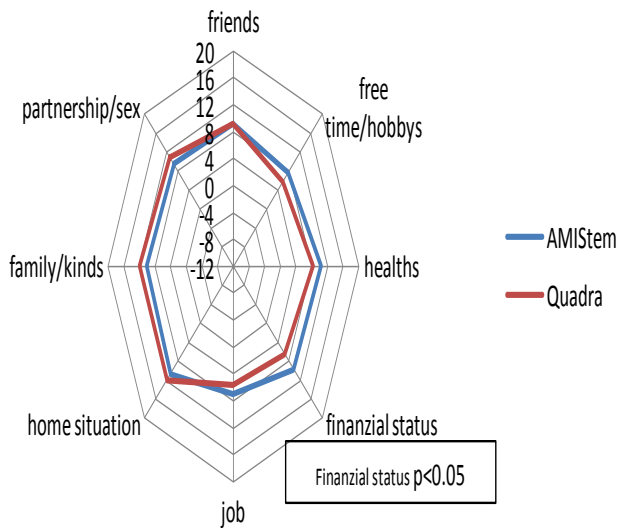 friends
20
16
12
8
4
0
-4
-8
-12
free
time/hobbys
partnership/sex
family/kinds
healths
home situation
finanzial status
job
AMIStem
Quadra
Finanzial status p<0.05